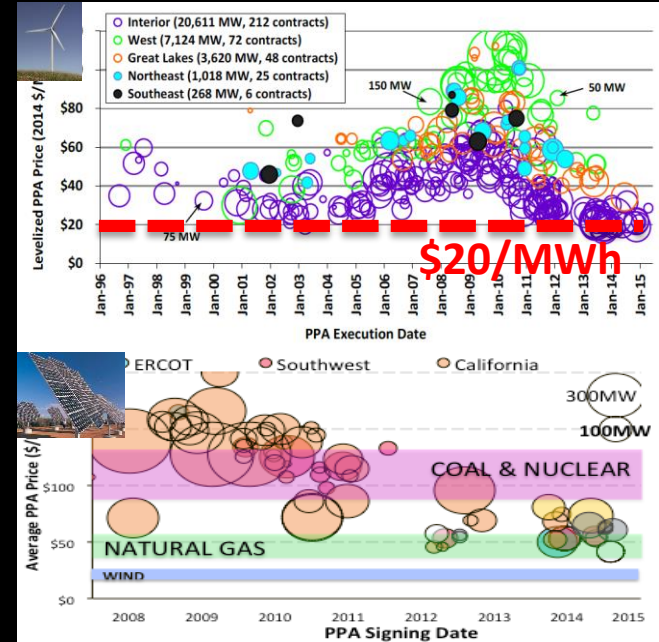 Interior (20,611 MW, 212 contracts)
West (7,124 MW, 72 contracts)
Great Lakes (3,620 MW, 48 contracts)
Northeast (1,018 MW, 25 contracts)
Southeast (268 MW, 6 contracts)
150 MW
50 MW
75 MW
Levelized PPA Price (2014 $/
$80
$60
$40
$20
$0
$20/MWh
Jan-96
Jan-97
Jan-98
Jan-99
Jan-00
Jan-01
Jan-02
Jan-03
Jan-04
Jan-05
Jan-06
Jan-07
Jan-08
Jan-09
Jan-10
Jan-11
Jan-12
Jan-13
Jan-14
Jan-15
PPA Execution Date
ERCOT
Southwest
California
300MW
100MW
COAL & NUCLEAR
NATURAL GAS
WIND
Average PPA Price ($/
$100
$50
$0
2008
2009
2010
2011
2012
2013
2014
2015
PPA Signing Date